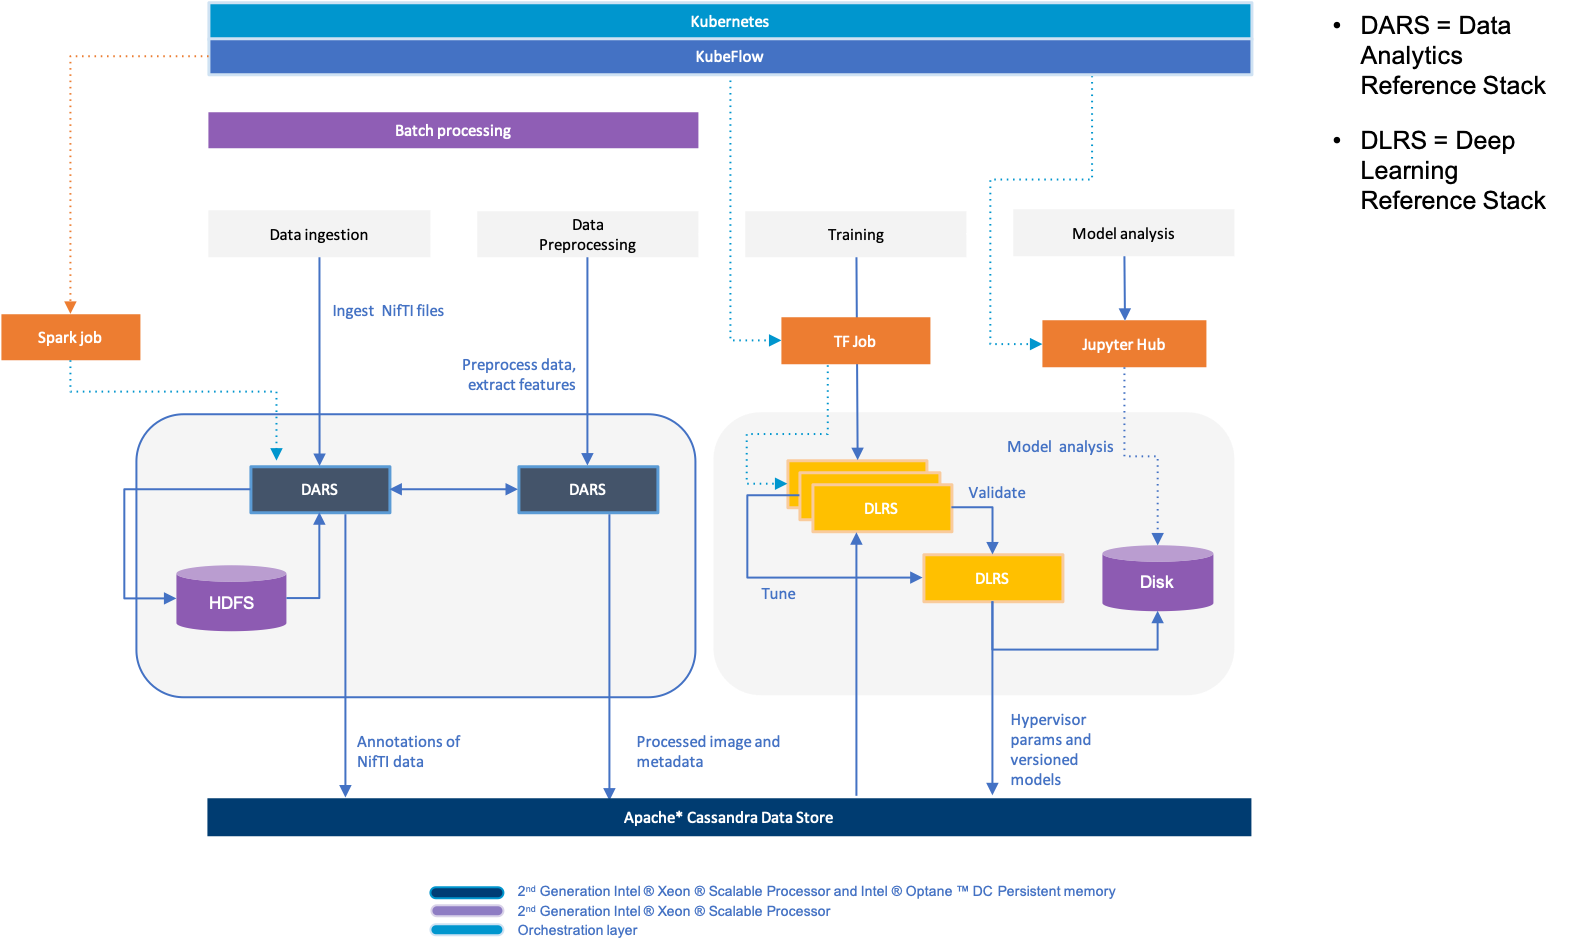 Kubernetes
KubeFlow
• DARS = Data
Analytics
Reference Stack
• DLRS = Deep
Learning
Reference Stack
Batch processing
Data ingestion
Data
Preprocessing
Training
Model analysis
Ingest NifTI files
Spark job
TF Job
Jupyter Hub
Preprocess data,
extract features
Model analysis
DARS
DARS
DLRS
Validate
DLRS
Disk
Tune
HDFS
Annotations of
NifTI data
Processed image and
metadata
Hypervisor
params and
versioned
models
Apache* Cassandra Data Store
2nd Generation Intel ® Xeon ® Scalable Processor and Intel ® Optane ™ DC Persistent memory
2nd Generation Intel ® Xeon ® Scalable Processor
Orchestration layer